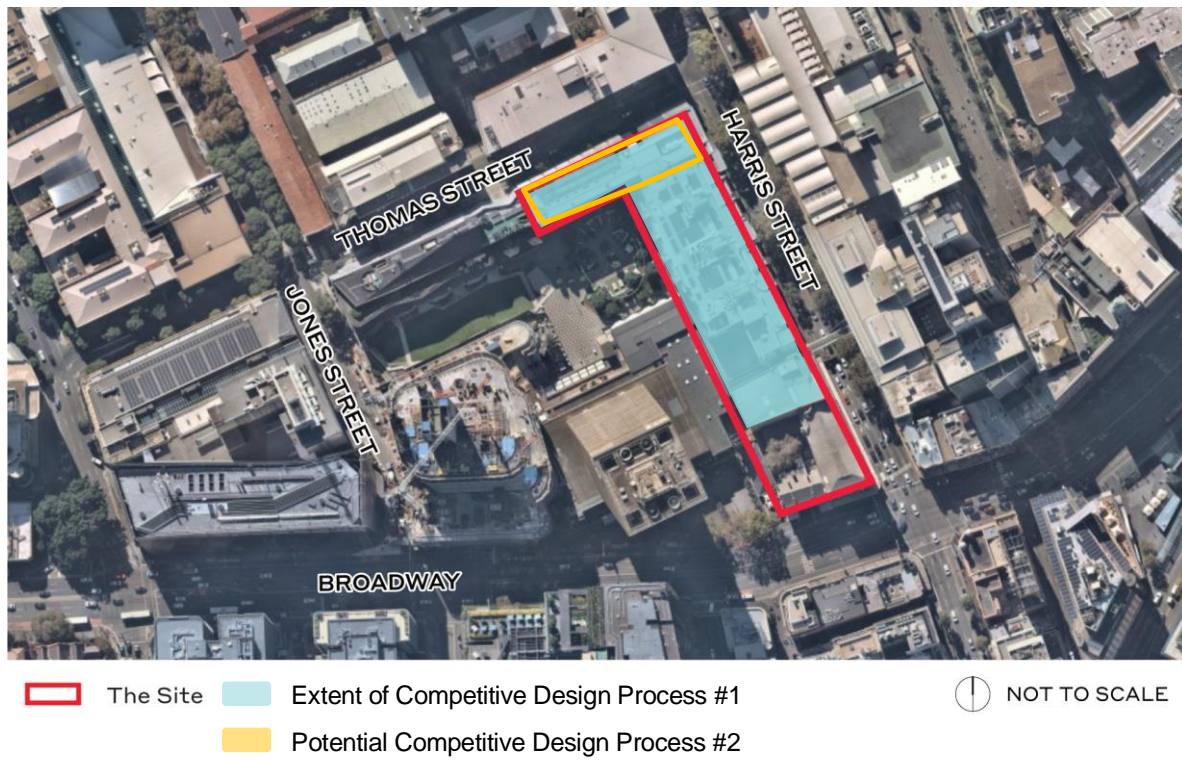 THOMAS STREET
HARRIS STREET
JONES STREET
BROADWAY
The Site
Extent of Competitive Design Process #1
NOT TO SCALE
Potential Competitive Design Process #2